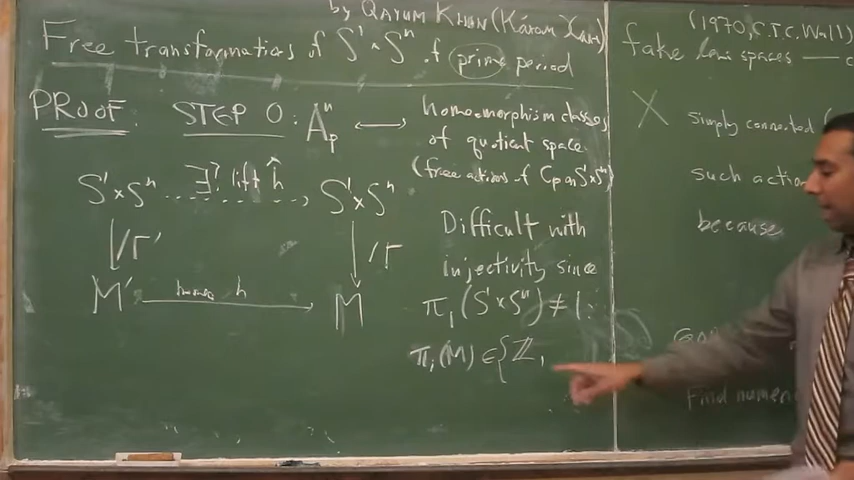 by QAYUM KHAN (Káram Xán)
Free transformations of S¹×Sⁿ of prime period
PROOF STEP 0: Aₚⁿ ⟷ homeomorphism classes
of quotient space
(free actions of Cₚ on S¹×Sⁿ)
S¹×Sⁿ ∃? lift ĥ S¹×Sⁿ
/Γ' /Γ
M' homeo h M
Difficult with
injectivity since
π₁(S¹×Sⁿ) ≠ 1:
π₁(M) ∈ {ℤ,
(1970, C.T.C. Wall)
fake lens spaces —
X simply connected
such action
because
Find numer